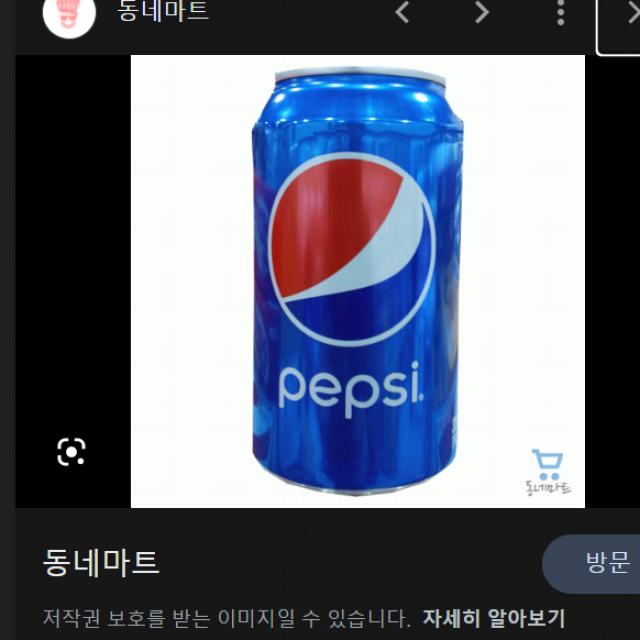 동네마트
pepsi
동네마트
동네마트
방문
저작권 보호를 받는 이미지일 수 있습니다. 자세히 알아보기